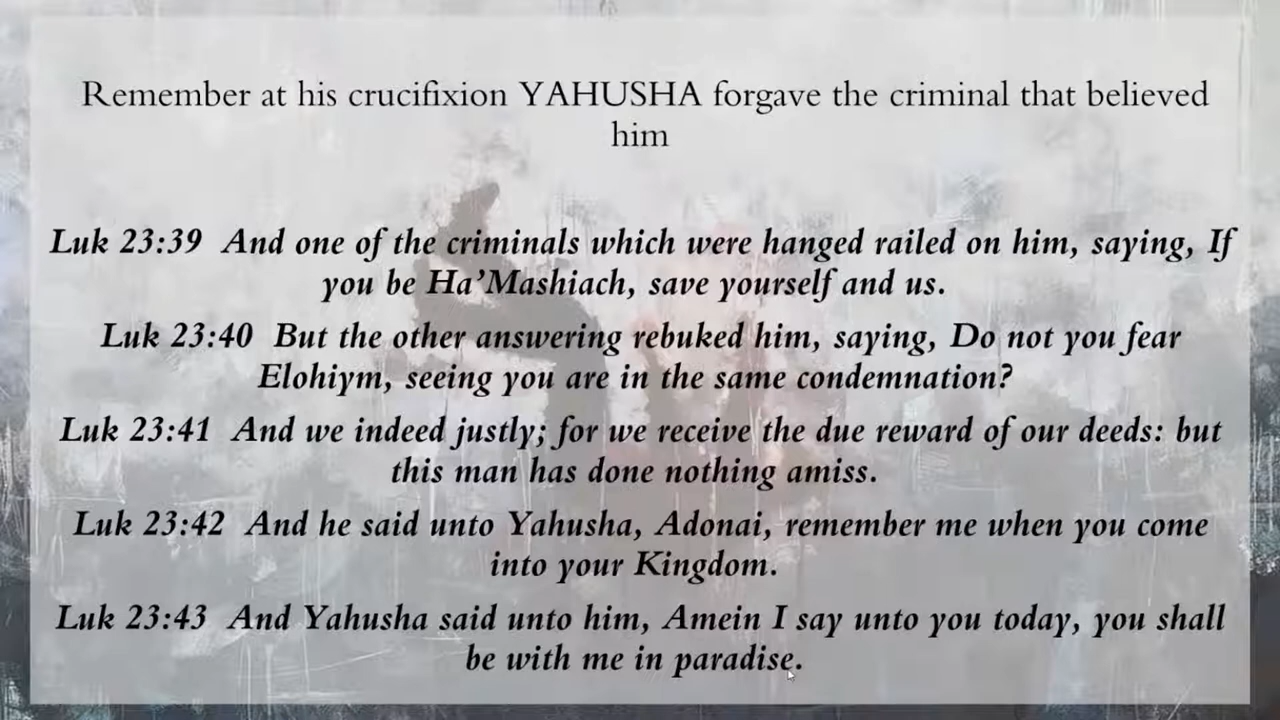 Remember at his crucifixion YAHUSHA forgave the criminal that believed
him
Luk 23:39 And one of the criminals which were hanged railed on him, saying, If
you be Ha’Mashiach, save yourself and us.
Luk 23:40 But the other answering rebuked him, saying, Do not you fear
Elohiym, seeing you are in the same condemnation?
Luk 23:41 And we indeed justly; for we receive the due reward of our deeds: but
this man has done nothing amiss.
Luk 23:42 And he said unto Yahusha, Adonai, remember me when you come
into your Kingdom.
Luk 23:43 And Yahusha said unto him, Amein I say unto you today, you shall
be with me in paradise.